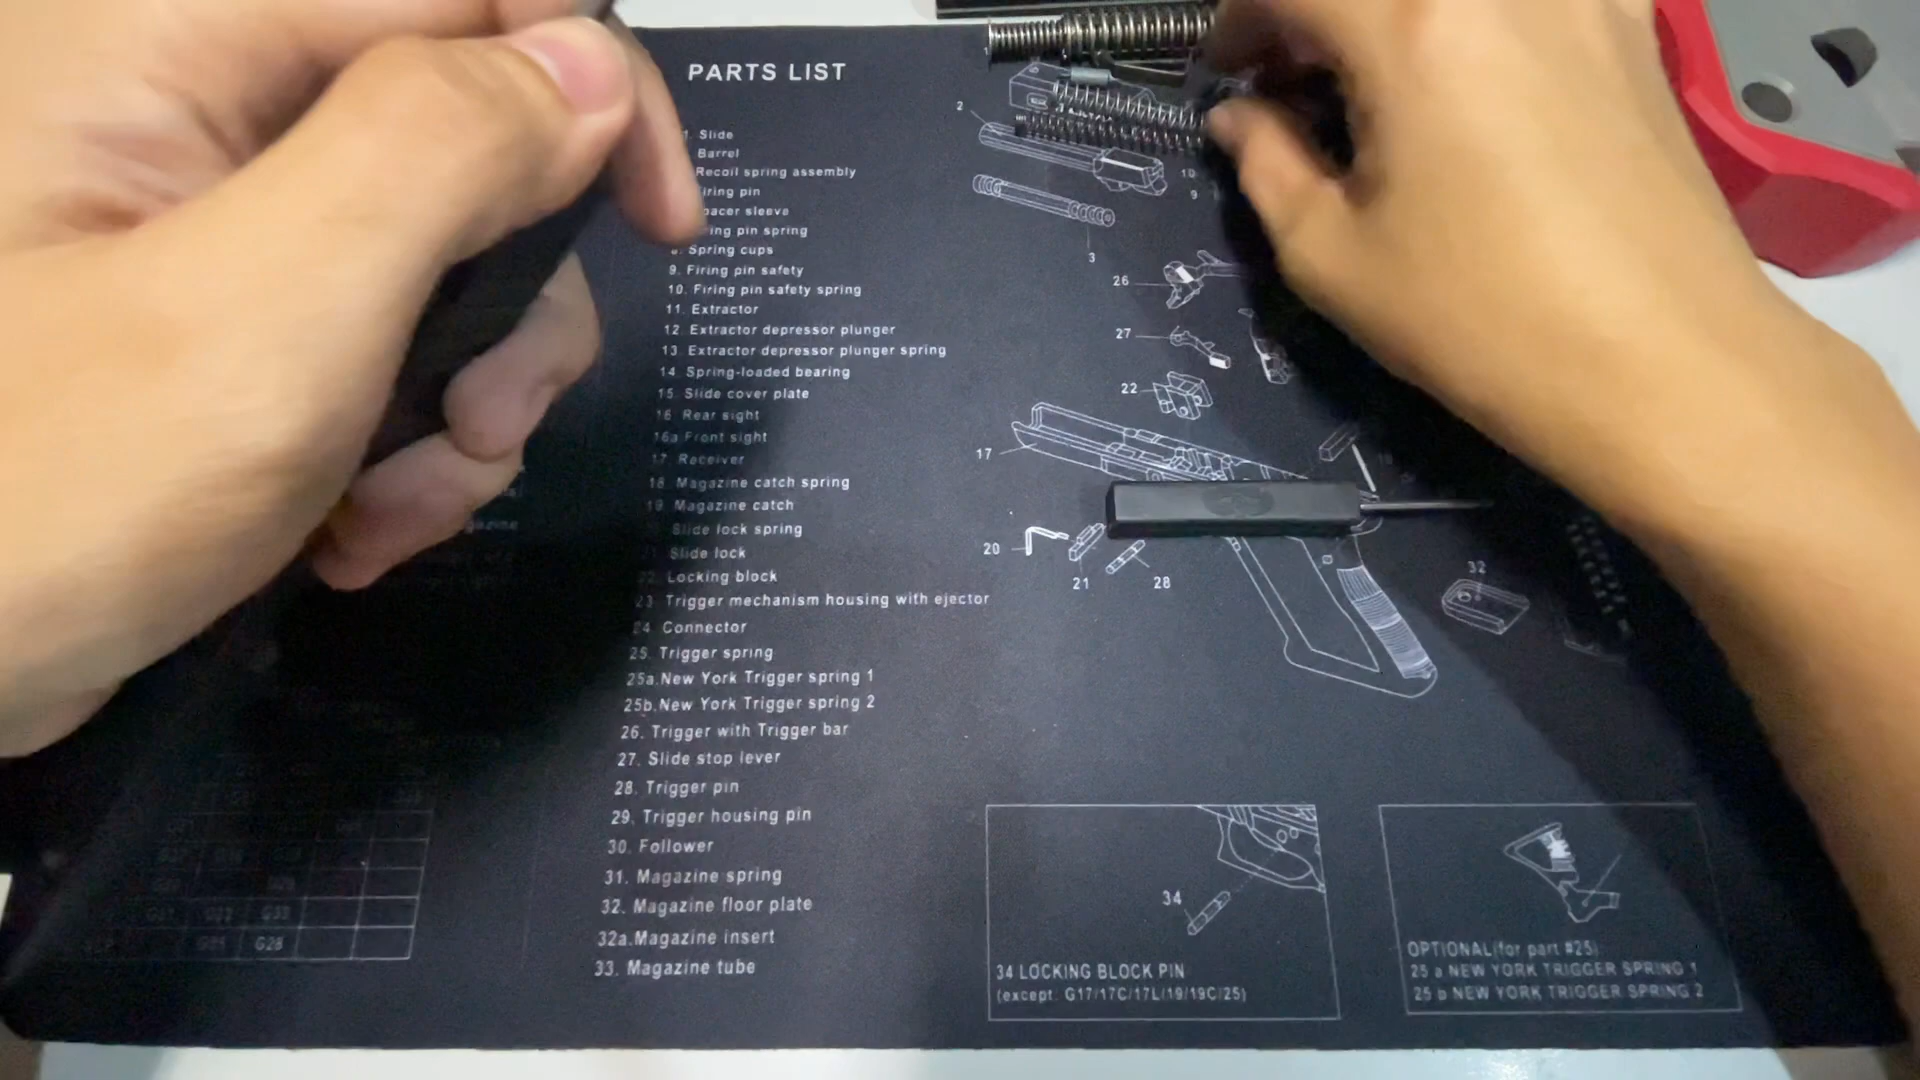 PARTS LIST
1. Slide
Barrel
Recoil spring assembly
iring pin
pacer sleeve
ing pin spring
8. Spring cups
9. Firing pin safety
10. Firing pin safety spring
11. Extractor
12. Extractor depressor plunger
13. Extractor depressor plunger spring
14. Spring-loaded bearing
15. Slide cover plate
16. Rear sight
16a Front sight
17. Receiver
18. Magazine catch spring
19. Magazine catch
Slide lock spring
21. Slide lock
22. Locking block
23. Trigger mechanism housing with ejector
24. Connector
25. Trigger spring
25a.New York Trigger spring 1
25b.New York Trigger spring 2
26. Trigger with Trigger bar
27. Slide stop lever
28. Trigger pin
29. Trigger housing pin
30. Follower
31. Magazine spring
32. Magazine floor plate
32a.Magazine insert
33. Magazine tube
2
10
9
3
26
27
22
17
20
21
28
32
34
34 LOCKING BLOCK PIN
(except: G17/17C/17L/19/19C/25)
OPTIONAL(for part #25)
25 a NEW YORK TRIGGER SPRING 1
25 b NEW YORK TRIGGER SPRING 2
G28